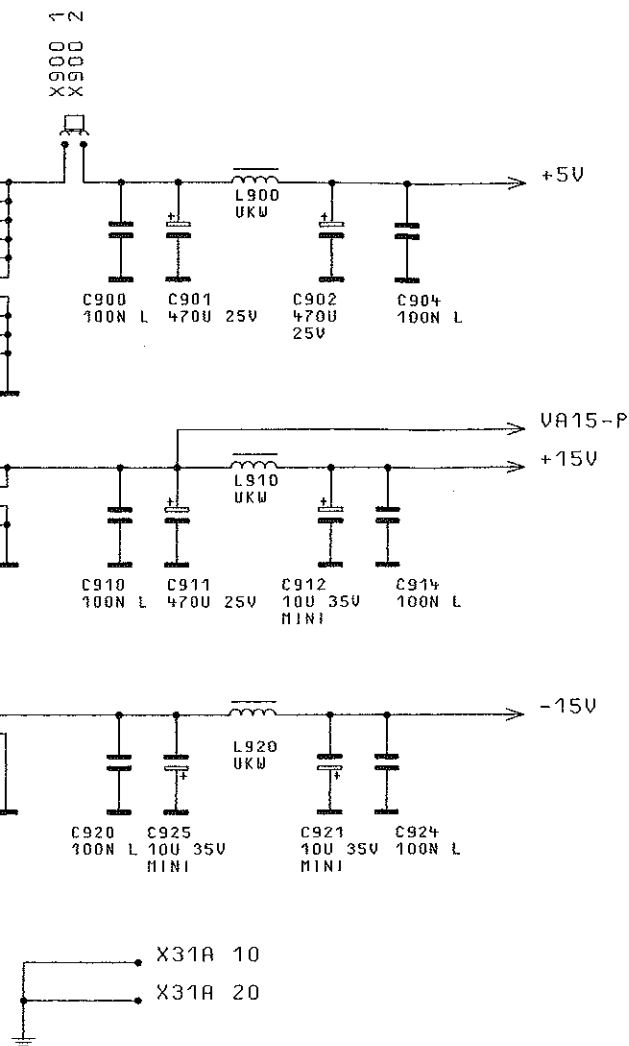 X900 1
X900 2
+5V
L900
UKW
+
+
C900
100N L
C901
470U 25V
C902
470U
25V
C904
100N L
VA15-P
+15V
L910
UKW
+
+
C910
100N L
C911
470U 25V
C912
10U 35V
MINI
C914
100N L
-15V
L920
UKW
+
+
C920
100N L
C925
10U 35V
MINI
C921
10U 35V
MINI
C924
100N L
X31A 10
X31A 20